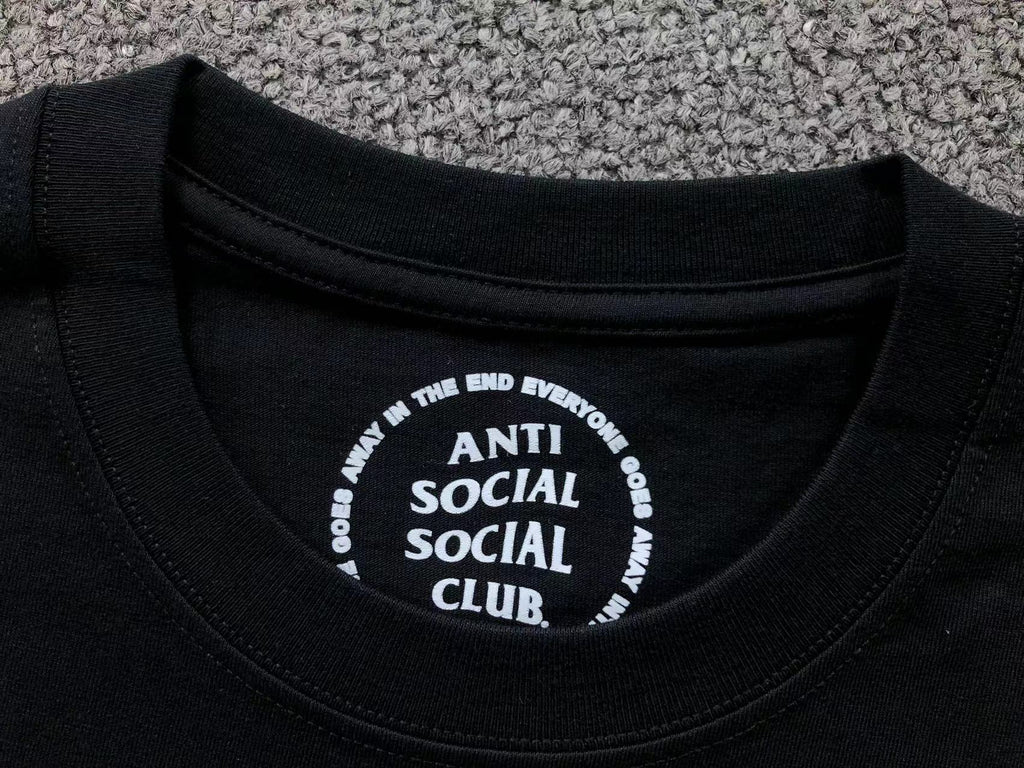 GOES AWAY IN THE END EVERYONE GOES AWAY IN
ANTI
SOCIAL
SOCIAL
CLUB.